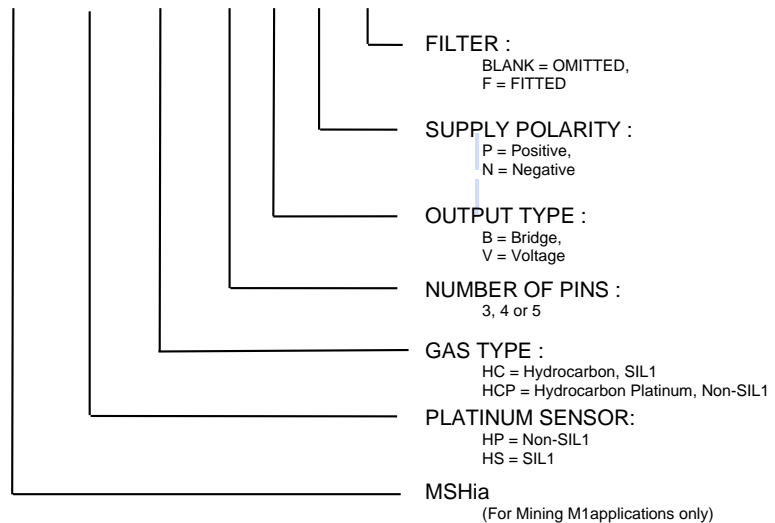 FILTER :
BLANK = OMITTED,
F = FITTED
SUPPLY POLARITY :
P = Positive,
N = Negative
OUTPUT TYPE :
B = Bridge,
V = Voltage
NUMBER OF PINS :
3, 4 or 5
GAS TYPE :
HC = Hydrocarbon, SIL1
HCP = Hydrocarbon Platinum, Non-SIL1
PLATINUM SENSOR:
HP = Non-SIL1
HS = SIL1
MSHia
(For Mining M1applications only)